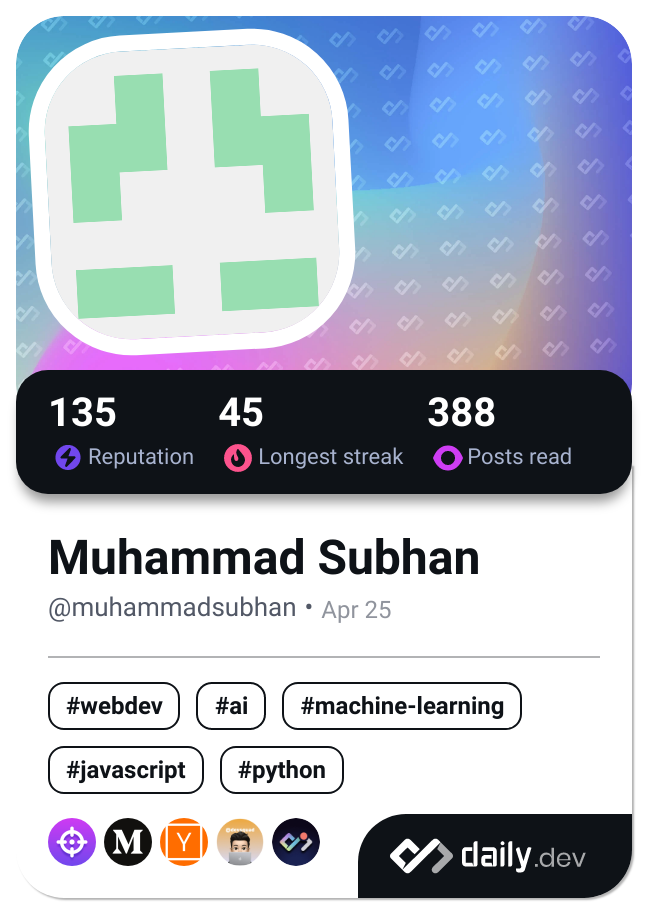 135 45 388
Reputation Longest streak Posts read
Muhammad Subhan
@muhammadsubhan • Apr 25
#webdev #ai #machine-learning
#javascript #python
M Y
daily.dev